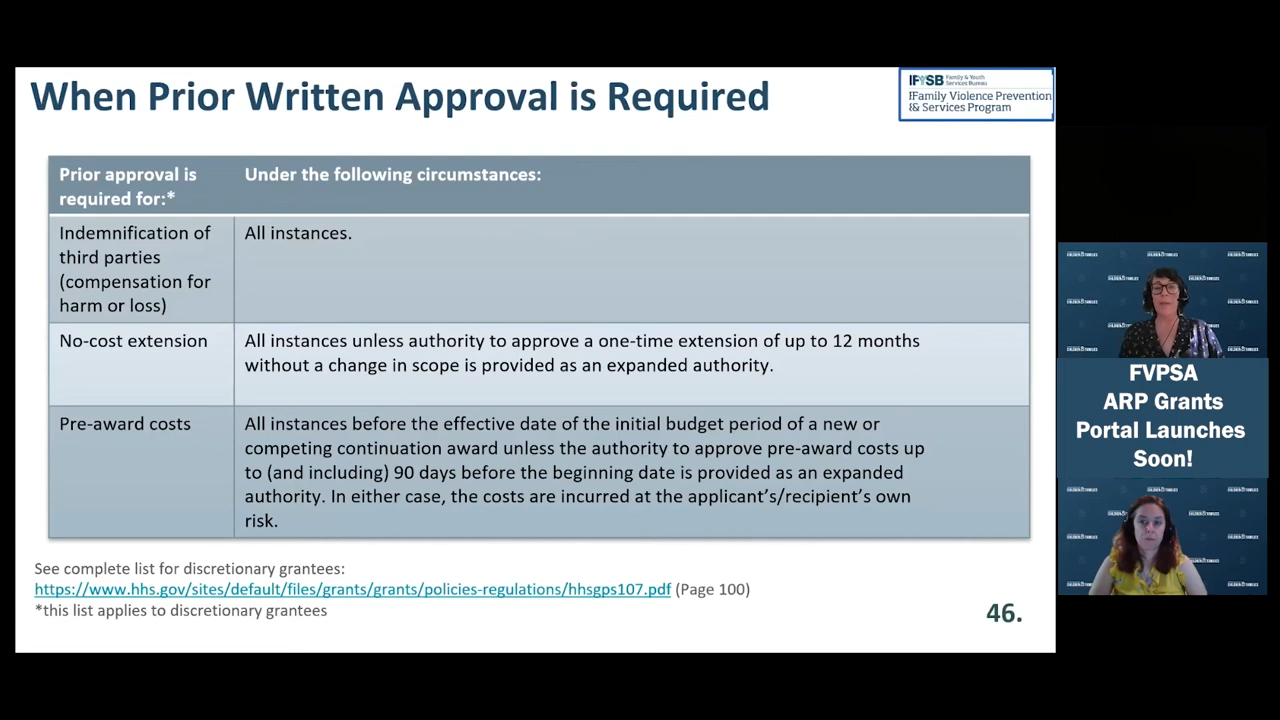 When Prior Written Approval is Required
IFYSB Family & Youth
Services Bureau
IFamily Violence Prevention
I& Services Program
Prior approval is
required for:*
Under the following circumstances:
Indemnification of
third parties
(compensation for
harm or loss)
All instances.
No-cost extension
All instances unless authority to approve a one-time extension of up to 12 months
without a change in scope is provided as an expanded authority.
Pre-award costs
All instances before the effective date of the initial budget period of a new or
competing continuation award unless the authority to approve pre-award costs up
to (and including) 90 days before the beginning date is provided as an expanded
authority. In either case, the costs are incurred at the applicant's/recipient's own
risk.
See complete list for discretionary grantees:
https://www.hhs.gov/sites/default/files/grants/grants/policies-regulations/hhsgps107.pdf (Page 100)
*this list applies to discretionary grantees
46.
FVPSA
ARP Grants
Portal Launches
Soon!